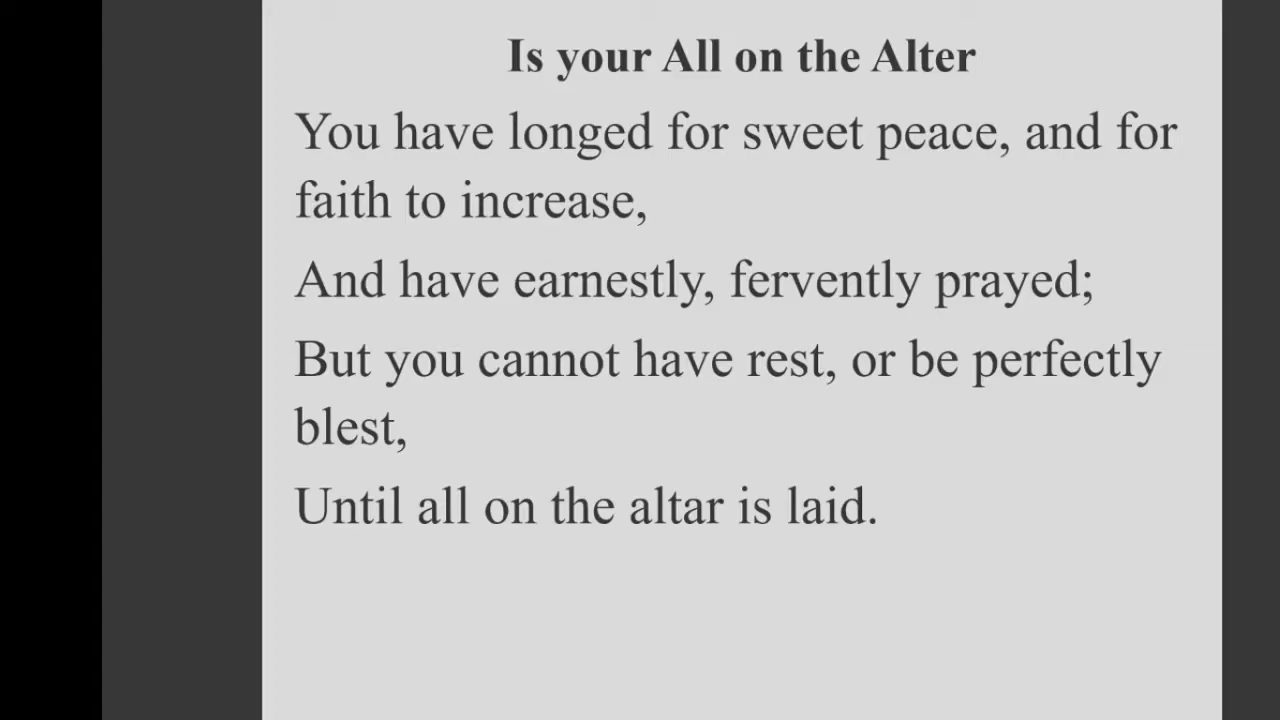 Is your All on the Alter
You have longed for sweet peace, and for
faith to increase,
And have earnestly, fervently prayed;
But you cannot have rest, or be perfectly
blest,
Until all on the altar is laid.